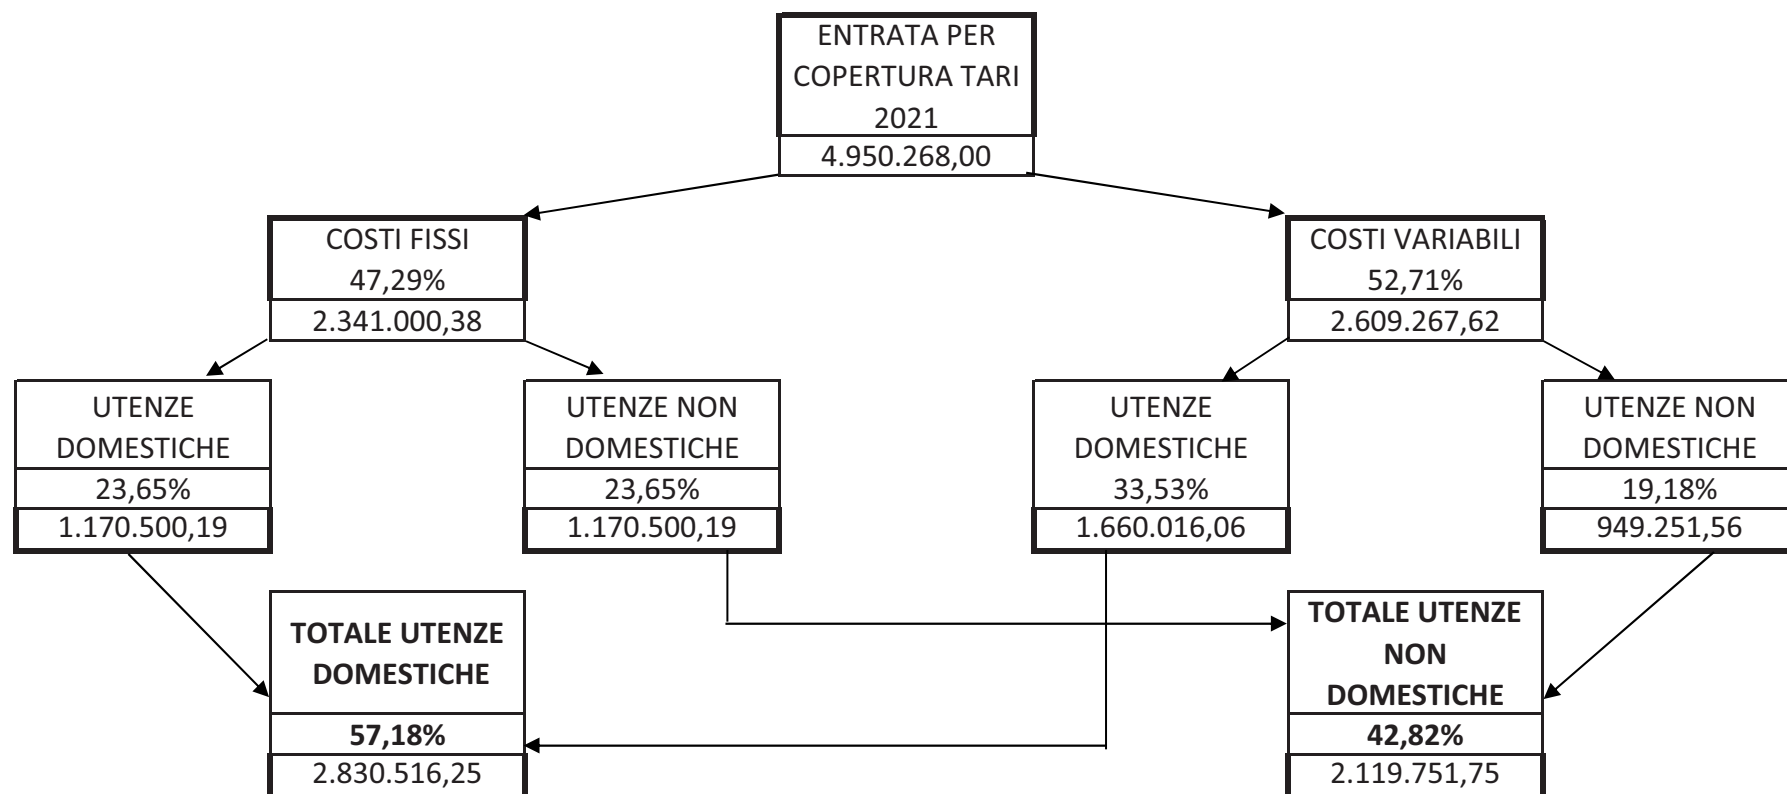 ENTRATA PER
COPERTURA TARI
2021
4.950.268,00
COSTI FISSI
47,29%
2.341.000,38
COSTI VARIABILI
52,71%
2.609.267,62
UTENZE
DOMESTICHE
23,65%
1.170.500,19
UTENZE NON
DOMESTICHE
23,65%
1.170.500,19
UTENZE
DOMESTICHE
33,53%
1.660.016,06
UTENZE NON
DOMESTICHE
19,18%
949.251,56
TOTALE UTENZE
DOMESTICHE
57,18%
2.830.516,25
TOTALE UTENZE
NON
DOMESTICHE
42,82%
2.119.751,75